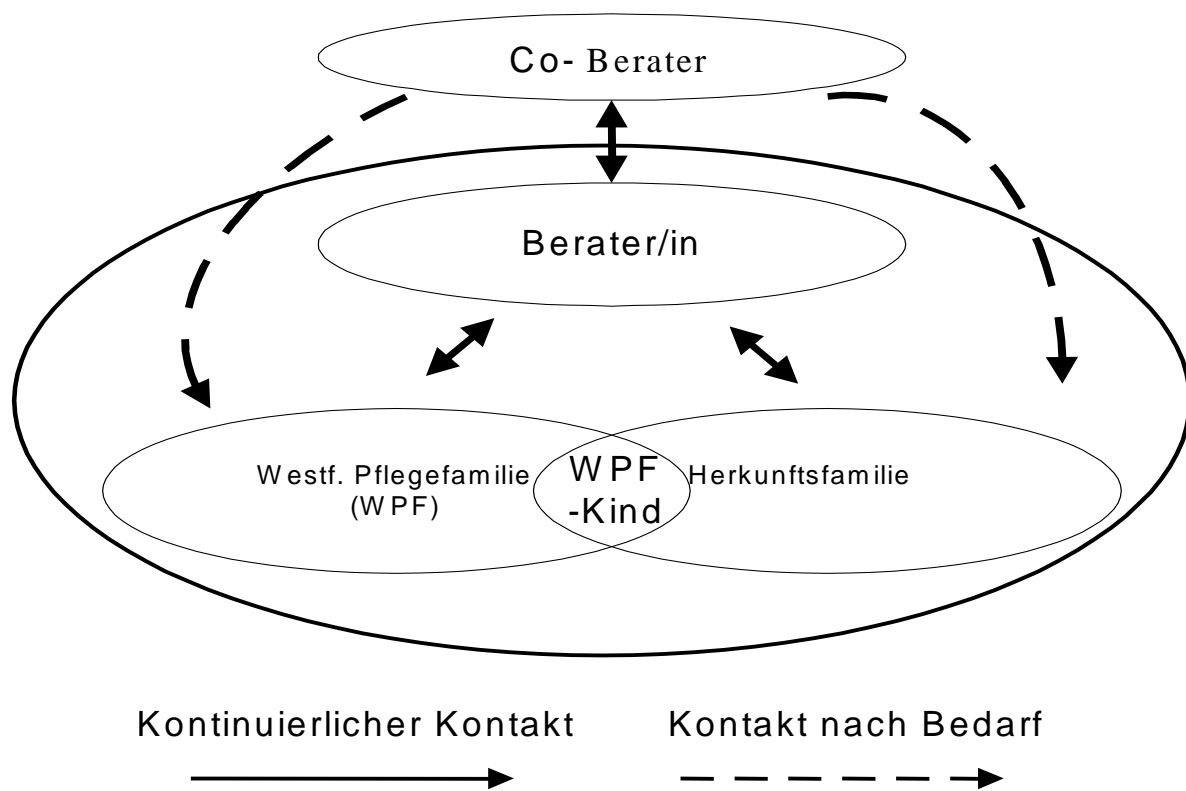 Co- Berater
Berater/in
Westf. Pflegefamilie
(WPF)
WPF
-Kind
Herkunftsfamilie
Kontinuierlicher Kontakt
Kontakt nach Bedarf